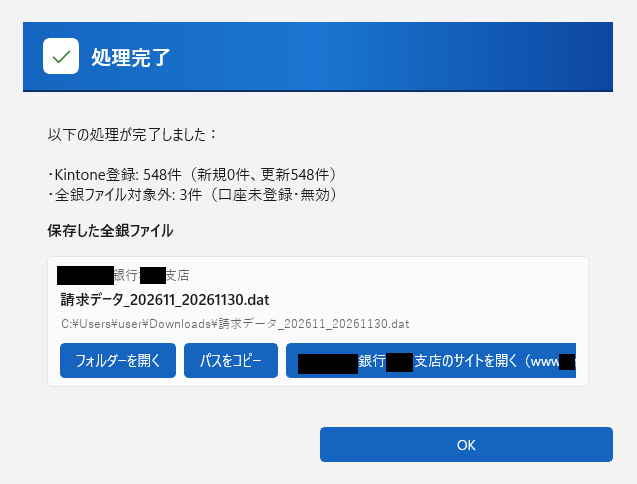 処理完了
以下の処理が完了しました：
･Kintone登録: 548件（新規0件、更新548件）
･全銀ファイル対象外: 3件（口座未登録･無効）
保存した全銀ファイル
銀行 支店
請求データ_202611_20261130.dat
C:¥Users¥user¥Downloads¥請求データ_202611_20261130.dat
フォルダーを開く パスをコピー 銀行 支店のサイトを開く（www
OK